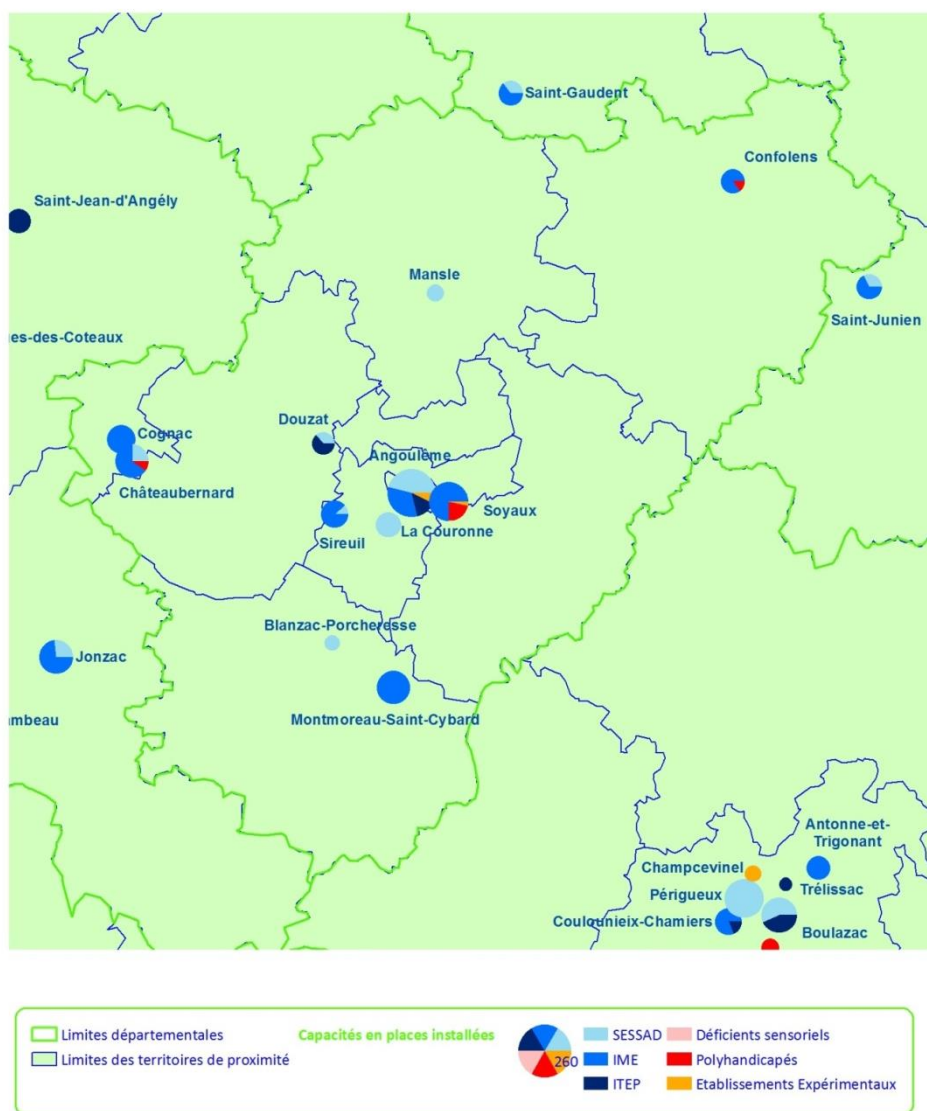 Saint-Gaudent
Confolens
Saint-Jean-d'Angély
Mansle
Saint-Junien
es-des-Coteaux
Douzat
Cognac
Angoulême
Châteaubernard
Soyaux
La Couronne
Sireuil
Blanzac-Porcheresse
Jonzac
Montmoreau-Saint-Cybard
mbeau
Antonne-et-
Trigonant
Champcevinel
Trélissac
Périgueux
Coulounieix-Chamiers
Boulazac
Limites départementales
Limites des territoires de proximité
Capacités en places installées
260
SESSAD
IME
ITEP
Déficients sensoriels
Polyhandicapés
Etablissements Expérimentaux